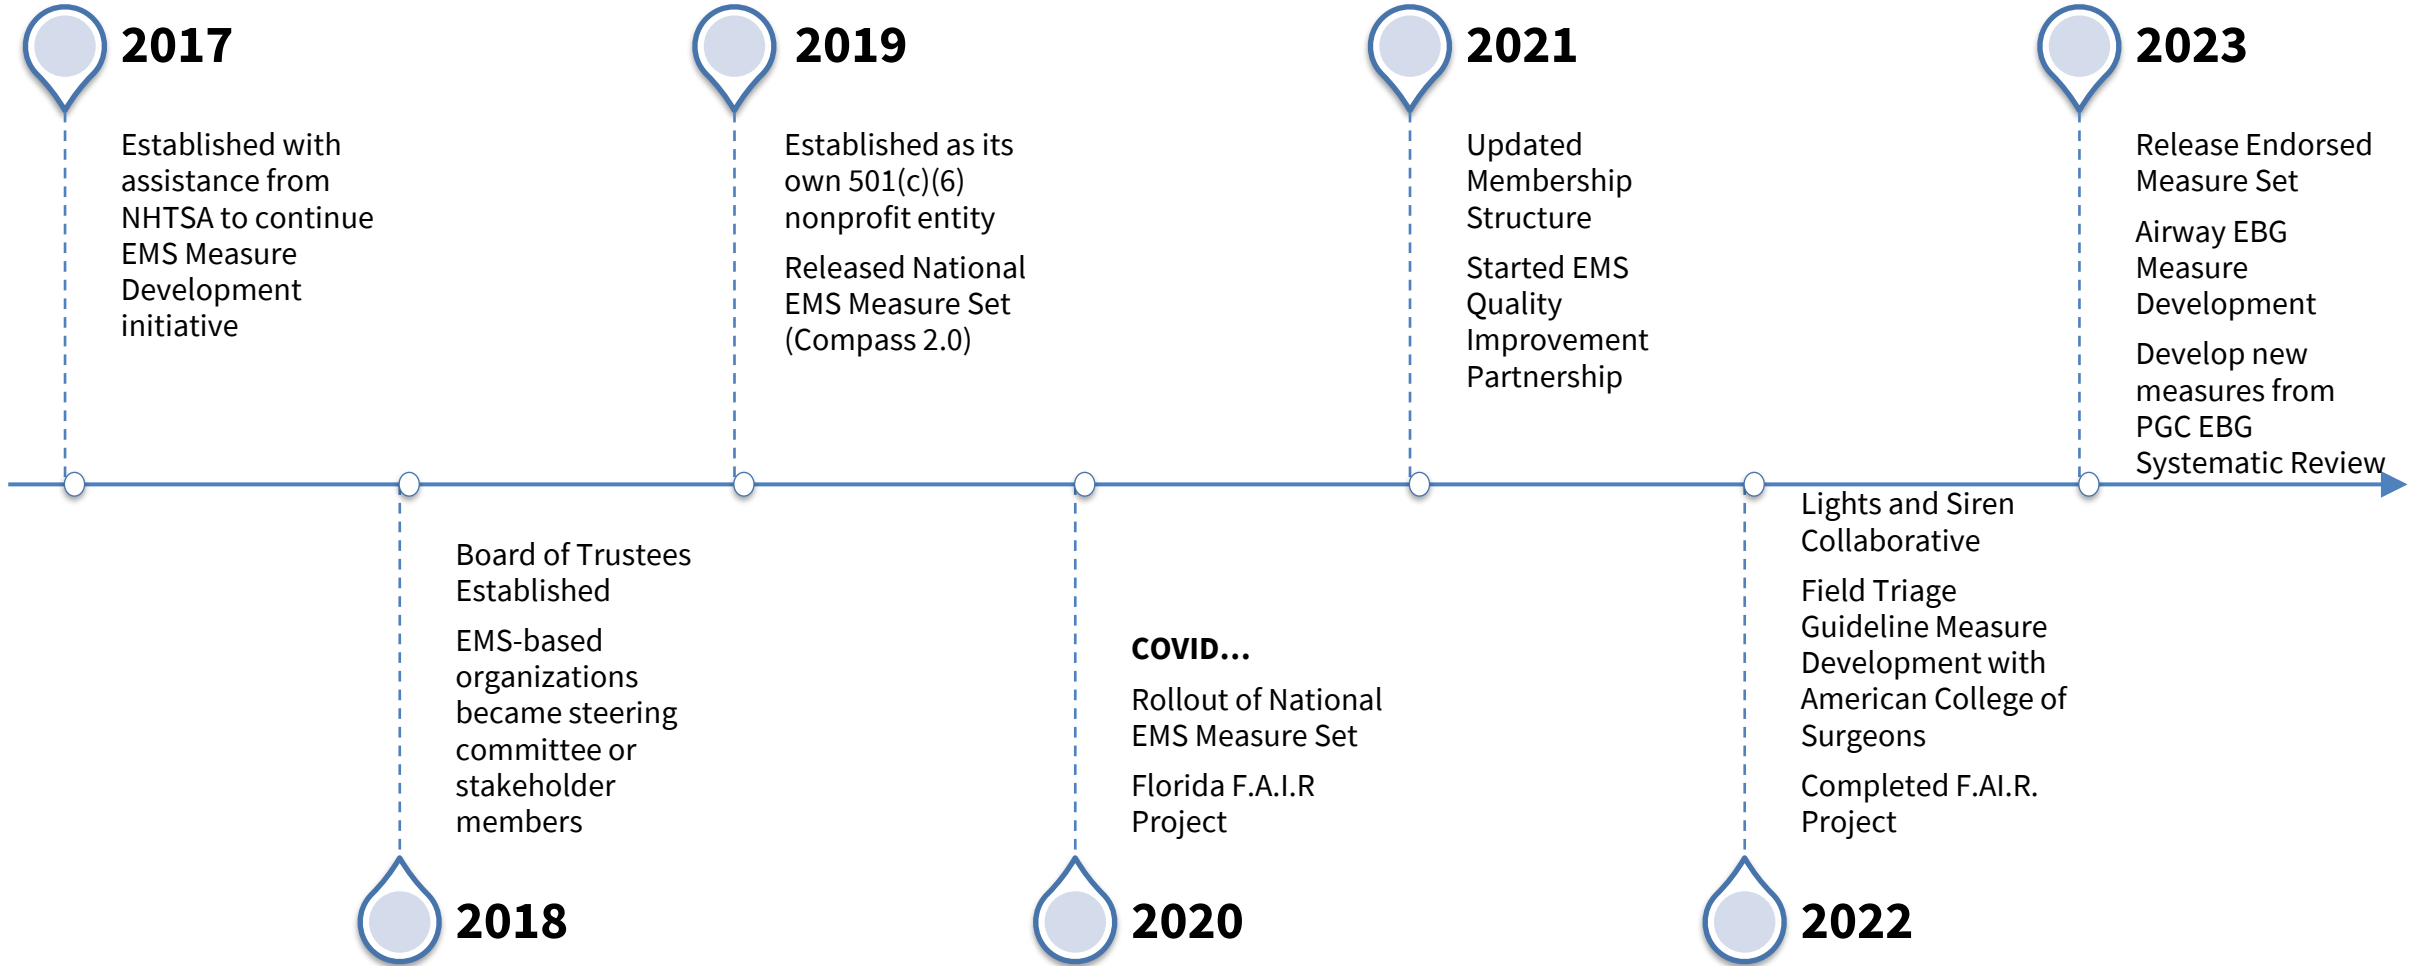 2017
Established with
assistance from
NHTSA to continue
EMS Measure
Development
initiative
2018
Board of Trustees
Established
EMS-based
organizations
became steering
committee or
stakeholder
members
2019
Established as its
own 501(c)(6)
nonprofit entity
Released National
EMS Measure Set
(Compass 2.0)
2020
COVID...
Rollout of National
EMS Measure Set
Florida F.A.I.R
Project
2021
Updated
Membership
Structure
Started EMS
Quality
Improvement
Partnership
2022
Lights and Siren
Collaborative
Field Triage
Guideline Measure
Development with
American College of
Surgeons
Completed F.AI.R.
Project
2023
Release Endorsed
Measure Set
Airway EBG
Measure
Development
Develop new
measures from
PGC EBG
Systematic Review